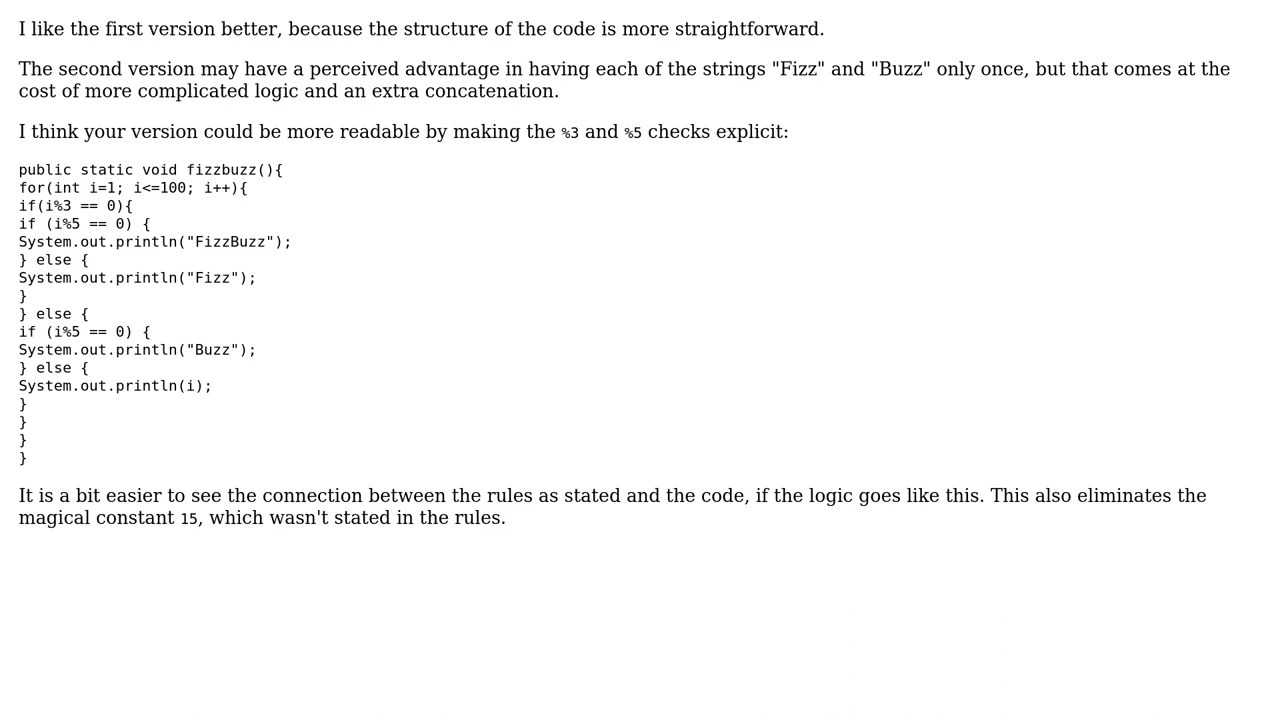 I like the first version better, because the structure of the code is more straightforward.
The second version may have a perceived advantage in having each of the strings "Fizz" and "Buzz" only once, but that comes at the
cost of more complicated logic and an extra concatenation.
I think your version could be more readable by making the %3 and %5 checks explicit:
public static void fizzbuzz(){
for(int i=1; i<=100; i++){
if(i%3 == 0){
if (i%5 == 0) {
System.out.println("FizzBuzz");
} else {
System.out.println("Fizz");
}
} else {
if (i%5 == 0) {
System.out.println("Buzz");
} else {
System.out.println(i);
}
}
}
}
It is a bit easier to see the connection between the rules as stated and the code, if the logic goes like this. This also eliminates the
magical constant 15, which wasn't stated in the rules.